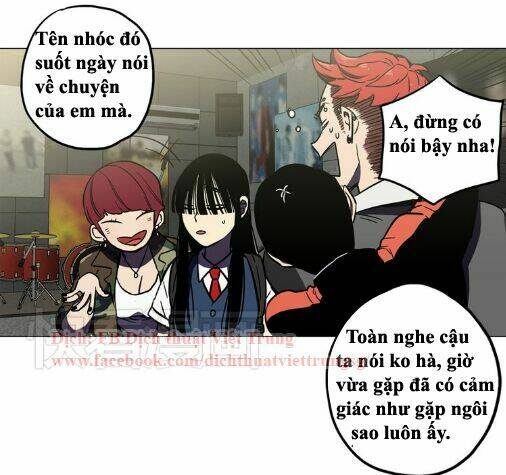 Tên nhóc đó
suốt ngày nói
về chuyện
của em mà.
A, đừng có
nói bậy nha!
Dịch: FB Dịch thuật Việt Trung
www.facebook.com/dichthuatviettrung
Toàn nghe cậu
ta nói ko hà, giờ
vừa gặp đã có cảm
giác như gặp ngôi
sao luôn ấy.